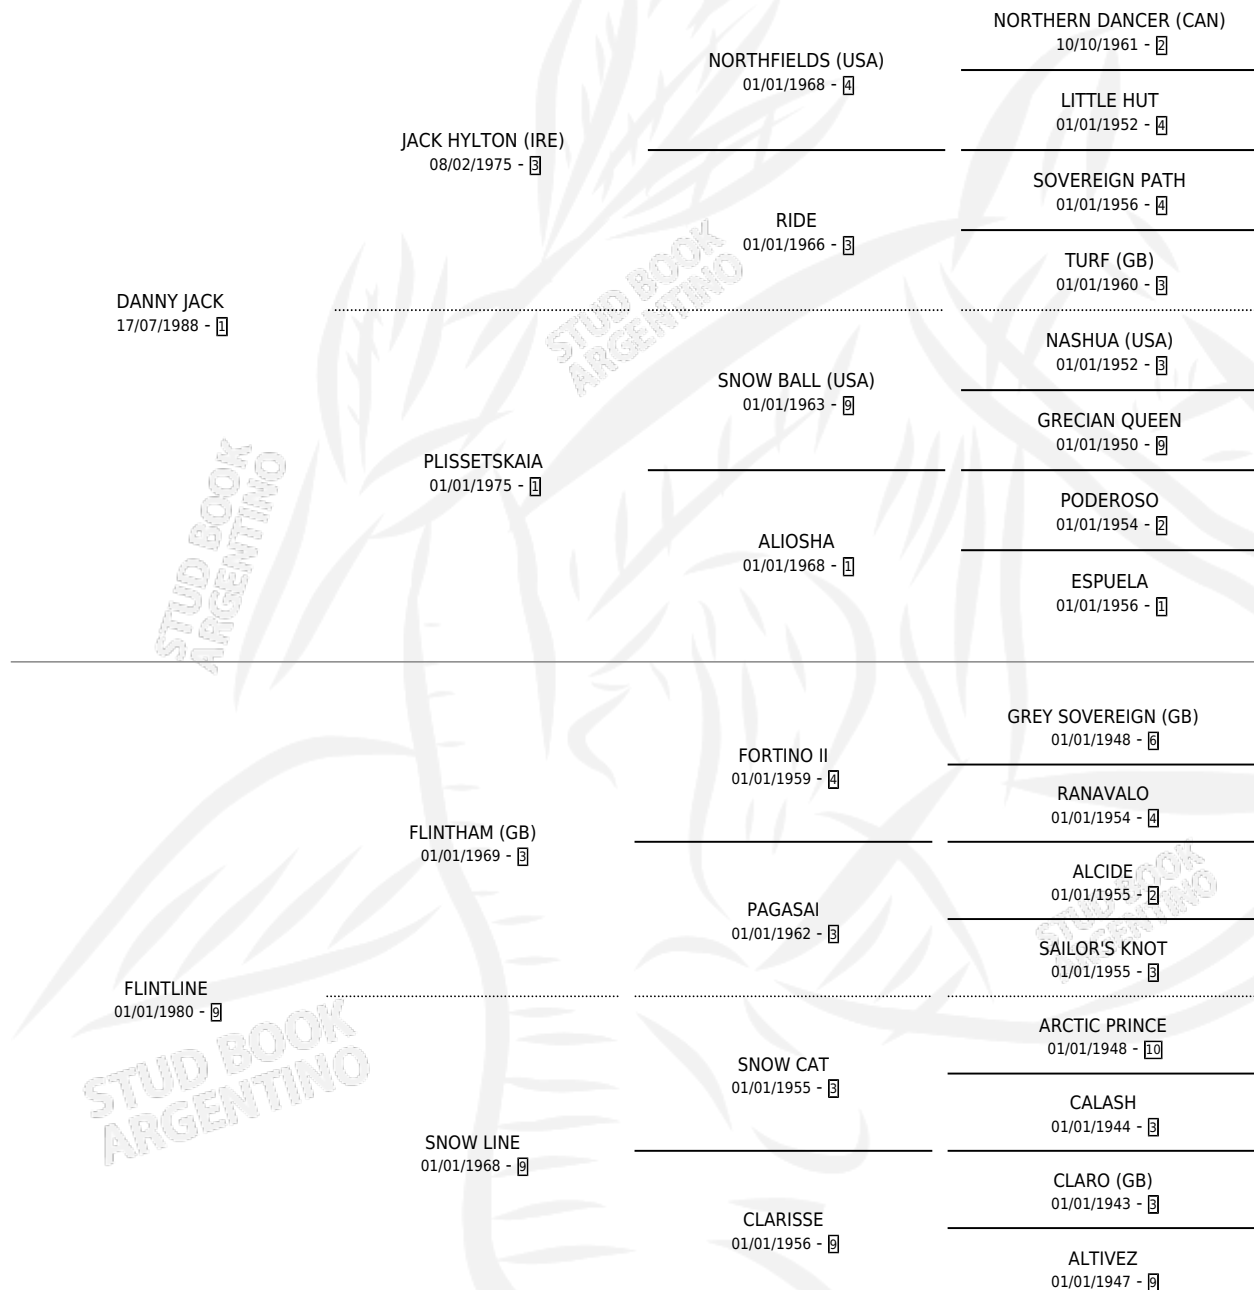 NORTHERN DANCER (CAN)
10/10/1961 - 2
NORTHFIELDS (USA)
01/01/1968 - 4
LITTLE HUT
01/01/1952 - 4
JACK HYLTON (IRE)
08/02/1975 - 3
SOVEREIGN PATH
01/01/1956 - 4
RIDE
01/01/1966 - 3
TURF (GB)
01/01/1960 - 3
DANNY JACK
17/07/1988 - 1
NASHUA (USA)
01/01/1952 - 3
SNOW BALL (USA)
01/01/1963 - 9
GRECIAN QUEEN
01/01/1950 - 9
PLISSETSKAIA
01/01/1975 - 1
PODEROSO
01/01/1954 - 2
ALIOSHA
01/01/1968 - 1
ESPUELA
01/01/1956 - 1
GREY SOVEREIGN (GB)
01/01/1948 - 6
FORTINO II
01/01/1959 - 4
RANAVALO
01/01/1954 - 4
FLINTHAM (GB)
01/01/1969 - 3
ALCIDE
01/01/1955 - 2
PAGASAI
01/01/1962 - 3
SAILOR'S KNOT
01/01/1955 - 3
FLINTLINE
01/01/1980 - 9
ARCTIC PRINCE
01/01/1948 - 10
SNOW CAT
01/01/1955 - 3
CALASH
01/01/1944 - 3
SNOW LINE
01/01/1968 - 9
CLARO (GB)
01/01/1943 - 3
CLARISSE
01/01/1956 - 9
ALTIVEZ
01/01/1947 - 9
STUD BOOK
ARGENTINO
STUD BOOK
ARGENTINO
STUD BOOK
ARGENTINO
STUD BOOK
ARGENTINO